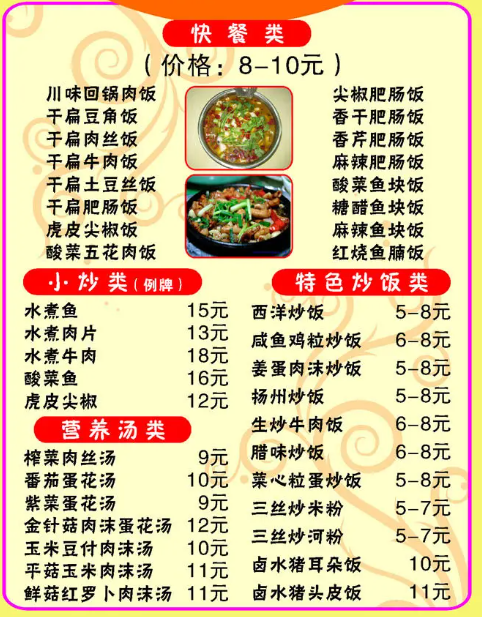 快餐类
（价格：8-10元）
川味回锅肉饭
干扁豆角饭
干扁肉丝饭
干扁牛肉饭
干扁土豆丝饭
干扁肥肠饭
虎皮尖椒饭
酸菜五花肉饭
尖椒肥肠饭
香干肥肠饭
香芹肥肠饭
麻辣肥肠饭
酸菜鱼块饭
糖醋鱼块饭
麻辣鱼块饭
红烧鱼腩饭
小炒类（例牌）
水煮鱼 15元
水煮肉片 13元
水煮牛肉 18元
酸菜鱼 16元
虎皮尖椒 12元
营养汤类
榨菜肉丝汤 9元
番茄蛋花汤 10元
紫菜蛋花汤 9元
金针菇肉沫蛋花汤 12元
玉米豆付肉沫汤 10元
平菇玉米肉沫汤 11元
鲜菇红罗卜肉沫汤 11元
特色炒饭类
西洋炒饭 5-8元
咸鱼鸡粒炒饭 6-8元
姜蛋肉沫炒饭 5-8元
扬州炒饭 5-8元
生炒牛肉饭 6-8元
腊味炒饭 6-8元
菜心粒蛋炒饭 5-8元
三丝炒米粉 5-7元
三丝炒河粉 5-7元
卤水猪耳朵饭 10元
卤水猪头皮饭 11元